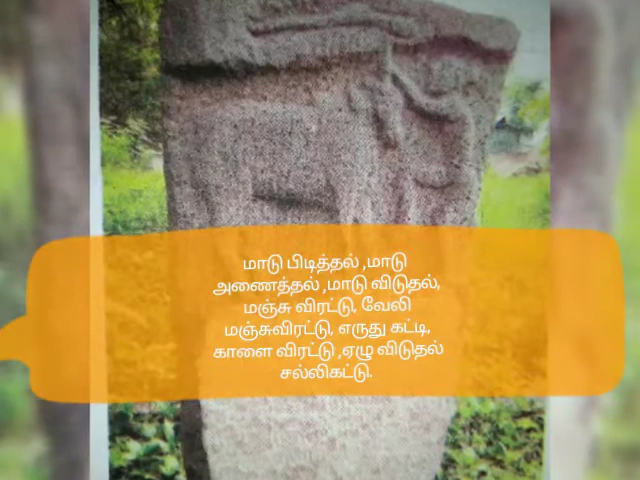 மாடு பிடித்தல் ,மாடு
அணைத்தல் ,மாடு விடுதல்,
மஞ்சு விரட்டு, வேலி
மஞ்சுவிரட்டு, எருது கட்டி,
காளை விரட்டு ,ஏழு விடுதல்
சல்லிகட்டு.